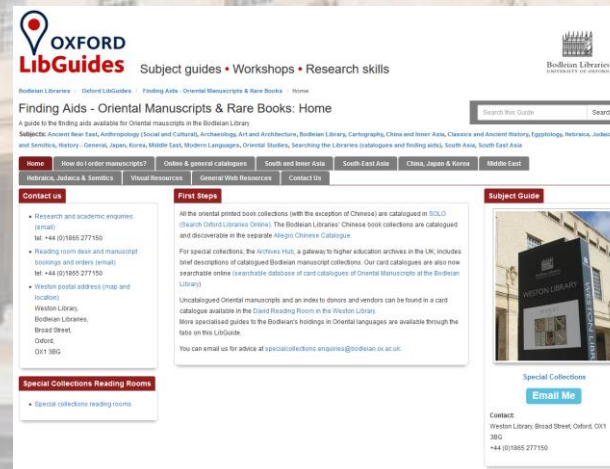 OXFORD
LibGuides
Subject guides • Workshops • Research skills
Bodleian Libraries
UNIVERSITY OF OXFORD
Bodleian Libraries / Oxford LibGuides / Finding Aids - Oriental Manuscripts & Rare Books / Home
Finding Aids - Oriental Manuscripts & Rare Books: Home
Search this Guide
Search
A guide to the finding aids available for Oriental mauscripts in the Bodleian Library
Subjects: Ancient Near East, Anthropology (Social and Cultural), Archaeology, Art and Architecture, Bodleian Library, Cartography, China and Inner Asia, Classics and Ancient History, Egyptology, Hebraica, Judaica
and Semitics, History - General, Japan, Korea, Middle East, Modern Languages, Oriental Studies, Searching the Libraries (catalogues and finding aids), South Asia, South East Asia
Home
How do I order manuscripts?
Online & general catalogues
South and Inner Asia
South-East Asia
China, Japan & Korea
Middle East
Hebraica, Judaica & Semitics
Visual Resources
General Web Resources
Contact Us
Contact us
Research and academic enquiries
(email)
tel: +44 (0)1865 277150
Reading room desk and manuscript
bookings and orders (email)
tel: +44 (0)1865 277150
Weston postal address (map and
location)
Weston Library,
Bodleian Libraries,
Broad Street,
Oxford,
OX1 3BG
Special Collections Reading Rooms
Special collections reading rooms
First Steps
All the oriental printed book collections (with the exception of Chinese) are catalogued in SOLO
(Search Oxford Libraries Online). The Bodleian Libraries' Chinese book collections are catalogued
and discoverable in the separate Allegro Chinese Catalogue.
For special collections, the Archives Hub, a gateway to higher education archives in the UK, includes
brief descriptions of catalogued Bodleian manuscript collections. Our card catalogues are also now
searchable online (searchable database of card catalogues of Oriental Manuscripts at the Bodleian
Library)
Uncatalogued Oriental manuscripts and an index to donors and vendors can be found in a card
catalogue available in the David Reading Room in the Weston Library.
More specialised guides to the Bodleian's holdings in Oriental languages are available through the
tabs on this LibGuide.
You can email us for advice at specialcollections.enquiries@bodleian.ox.ac.uk.
Subject Guide
WESTON LIBRARY
WESTON LIBR
Special Collections
Email Me
Contact:
Weston Library, Broad Street, Oxford, OX1
3BG
+44 (0)1865 277150